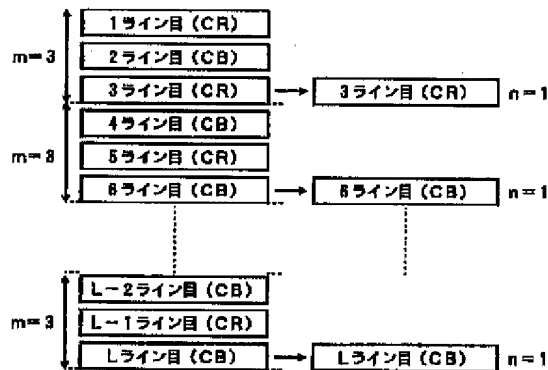 1ライン目(CR)
m=3
2ライン目(CB)
3ライン目(CR)
3ライン目(CR)
n=1
4ライン目(CB)
m=3
5ライン目(CR)
6ライン目(CB)
6ライン目(CB)
n=1
L-2ライン目(CB)
m=3
L-1ライン目(CR)
Lライン目(CB)
Lライン目(CB)
n=1